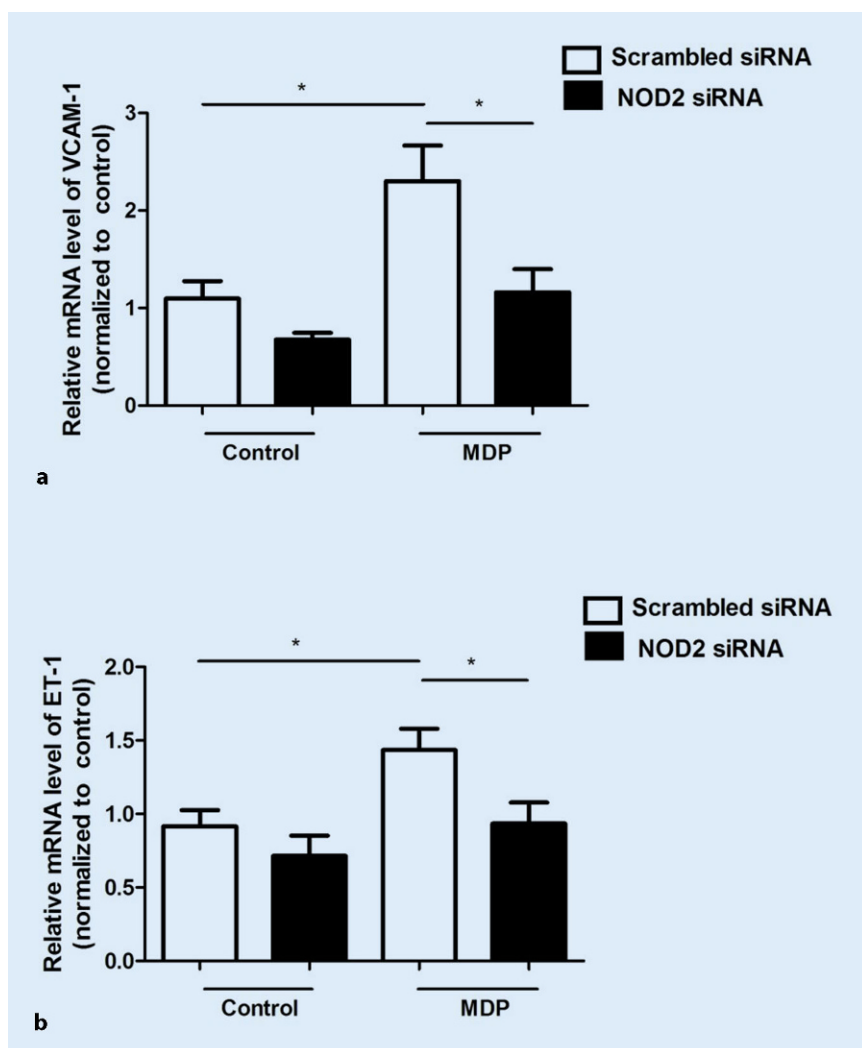 Scrambled siRNA
NOD2 siRNA
Relative mRNA level of VCAM-1
(normalized to control)
*
*
3
2
1
0
Control
MDP
a
Scrambled siRNA
NOD2 siRNA
Relative mRNA level of ET-1
(normalized to control)
*
*
2.0
1.5
1.0
0.5
0.0
Control
MDP
b